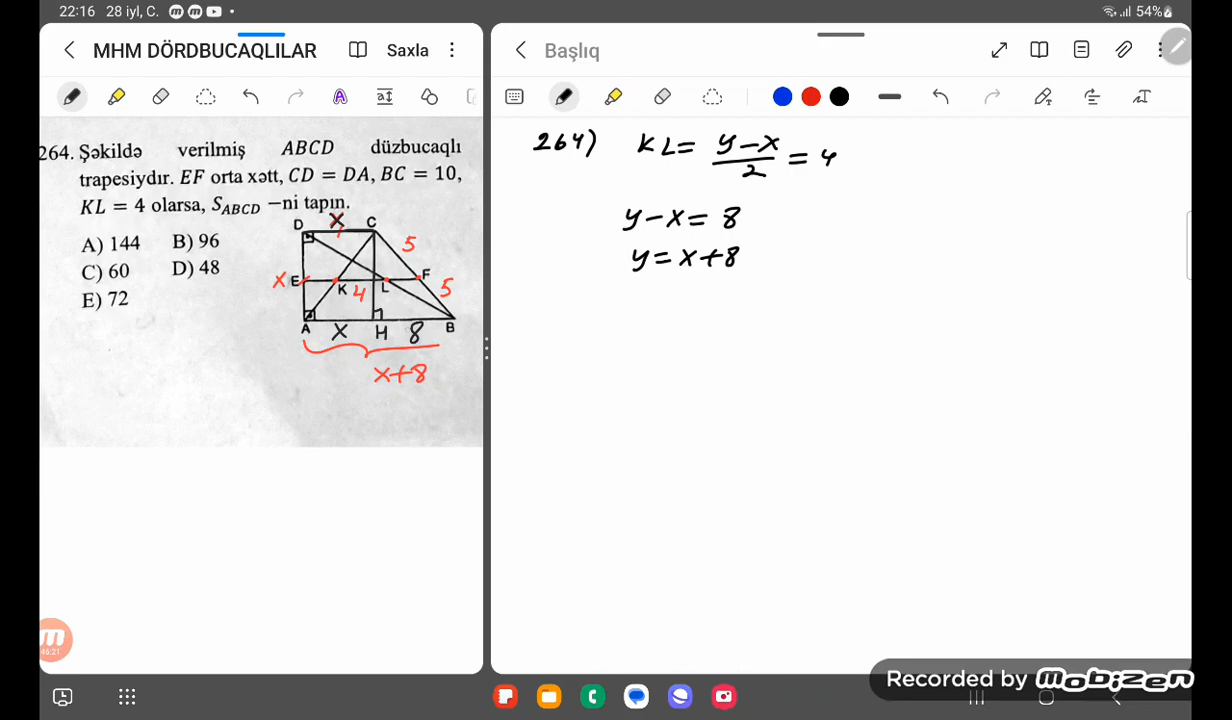 22:16 28 iyl, C. 54%
MHM DÖRDBUCAQLILAR Saxla
Başlıq
264. Şəkildə verilmiş ABCD düzbucaqlı
trapesiydır. EF orta xətt, CD = DA, BC = 10,
KL = 4 olarsa, S_ABCD −ni tapın.
A) 144 B) 96
C) 60 D) 48
E) 72
D x C
5
x E K 4 L F 5
A x H 8 B
x+8
264) KL = (y−x)/2 = 4
y−x = 8
y = x+8
46:21
Recorded by mobizen